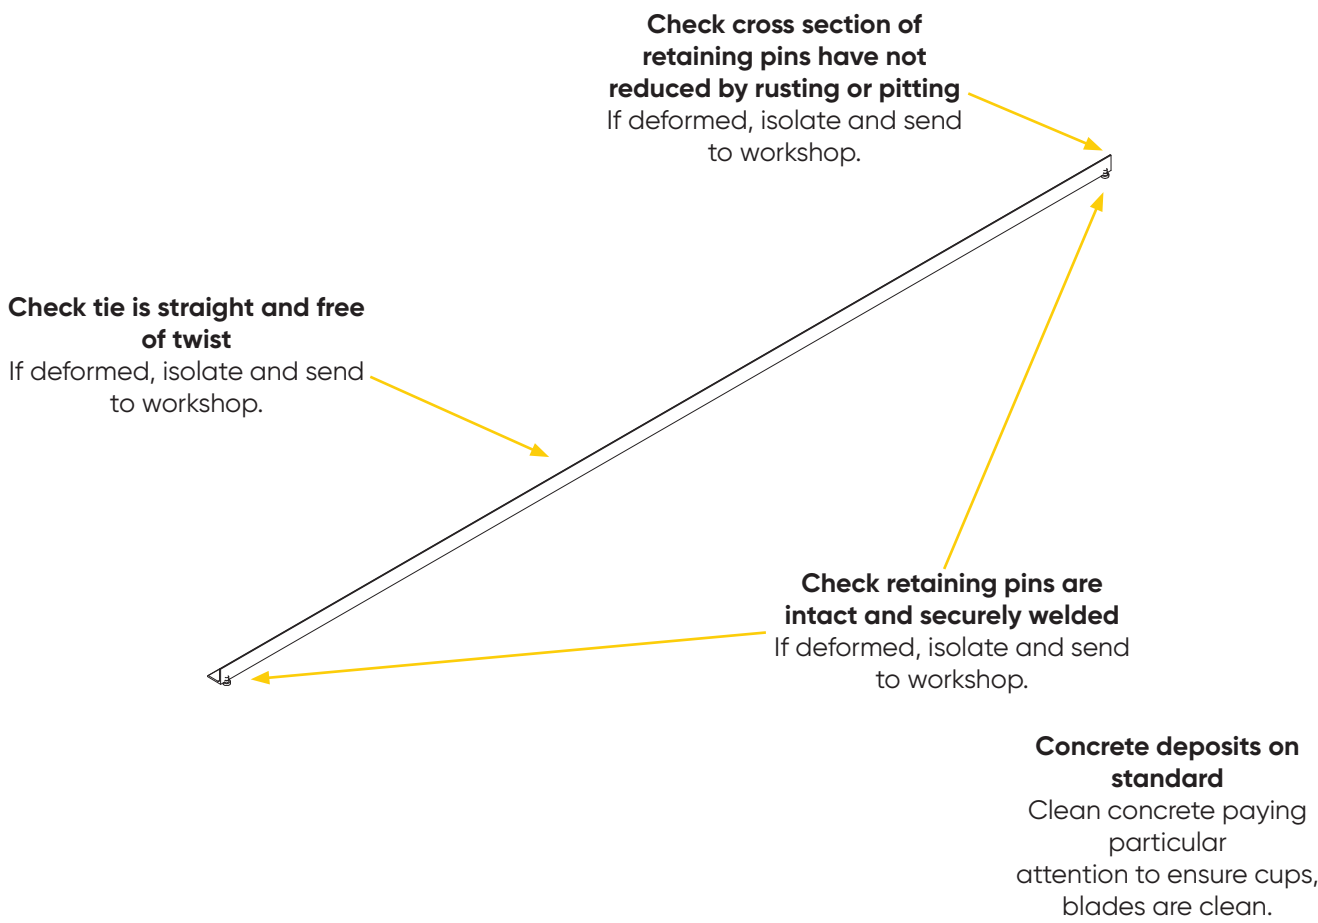 Check cross section of
retaining pins have not
reduced by rusting or pitting
If deformed, isolate and send
to workshop.
Check tie is straight and free
of twist
If deformed, isolate and send
to workshop.
Check retaining pins are
intact and securely welded
If deformed, isolate and send
to workshop.
Concrete deposits on
standard
Clean concrete paying
particular
attention to ensure cups,
blades are clean.